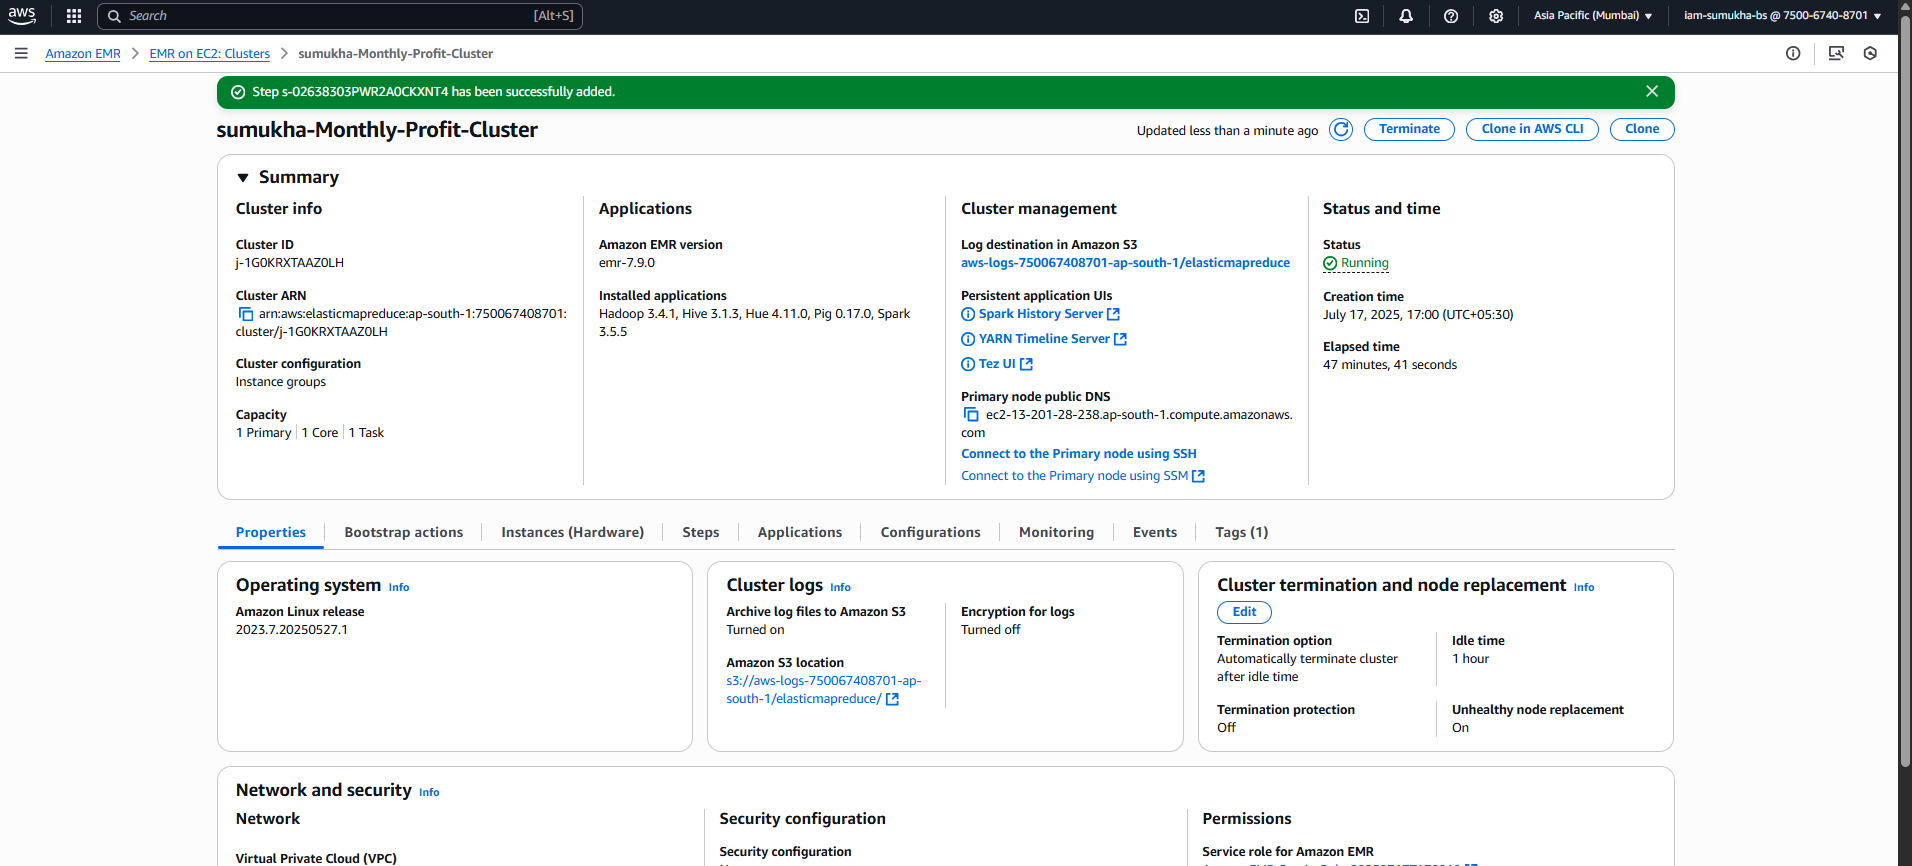 aws
Search [Alt+S]
Asia Pacific (Mumbai)
iam-sumukha-bs @ 7500-6740-8701
Amazon EMR
EMR on EC2: Clusters
sumukha-Monthly-Profit-Cluster
Step s-02638303PWR2A0CKXNT4 has been successfully added.
sumukha-Monthly-Profit-Cluster
Updated less than a minute ago
Terminate
Clone in AWS CLI
Clone
Summary
Cluster info
Cluster ID
j-1G0KRXTAAZ0LH
Cluster ARN
arn:aws:elasticmapreduce:ap-south-1:750067408701:
cluster/j-1G0KRXTAAZ0LH
Cluster configuration
Instance groups
Capacity
1 Primary
1 Core
1 Task
Applications
Amazon EMR version
emr-7.9.0
Installed applications
Hadoop 3.4.1, Hive 3.1.3, Hue 4.11.0, Pig 0.17.0, Spark
3.5.5
Cluster management
Log destination in Amazon S3
aws-logs-750067408701-ap-south-1/elasticmapreduce
Persistent application UIs
Spark History Server
YARN Timeline Server
Tez UI
Primary node public DNS
ec2-13-201-28-238.ap-south-1.compute.amazonaws.
com
Connect to the Primary node using SSH
Connect to the Primary node using SSM
Status and time
Status
Running
Creation time
July 17, 2025, 17:00 (UTC+05:30)
Elapsed time
47 minutes, 41 seconds
Properties
Bootstrap actions
Instances (Hardware)
Steps
Applications
Configurations
Monitoring
Events
Tags (1)
Operating system Info
Amazon Linux release
2023.7.20250527.1
Cluster logs Info
Archive log files to Amazon S3
Turned on
Amazon S3 location
s3://aws-logs-750067408701-ap-
south-1/elasticmapreduce/
Encryption for logs
Turned off
Cluster termination and node replacement Info
Edit
Termination option
Automatically terminate cluster
after idle time
Idle time
1 hour
Termination protection
Off
Unhealthy node replacement
On
Network and security Info
Network
Virtual Private Cloud (VPC)
Security configuration
Security configuration
Permissions
Service role for Amazon EMR